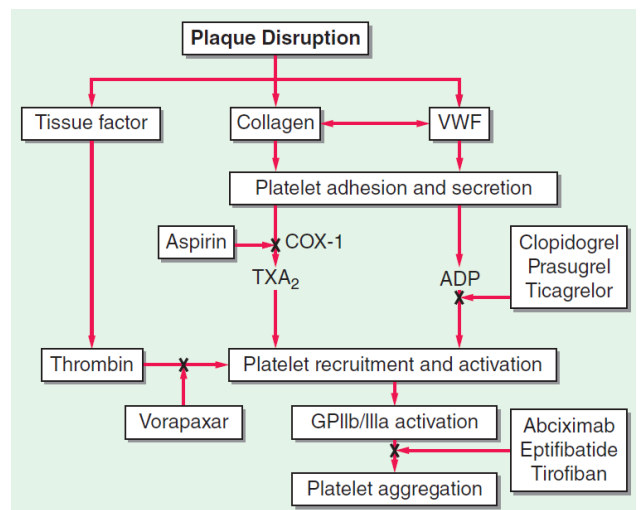 Plaque Disruption
Tissue factor
Collagen
VWF
Platelet adhesion and secretion
Aspirin
COX-1
TXA2
ADP
Clopidogrel
Prasugrel
Ticagrelor
Thrombin
Platelet recruitment and activation
Vorapaxar
GPIIb/IIIa activation
Abciximab
Eptifibatide
Tirofiban
Platelet aggregation